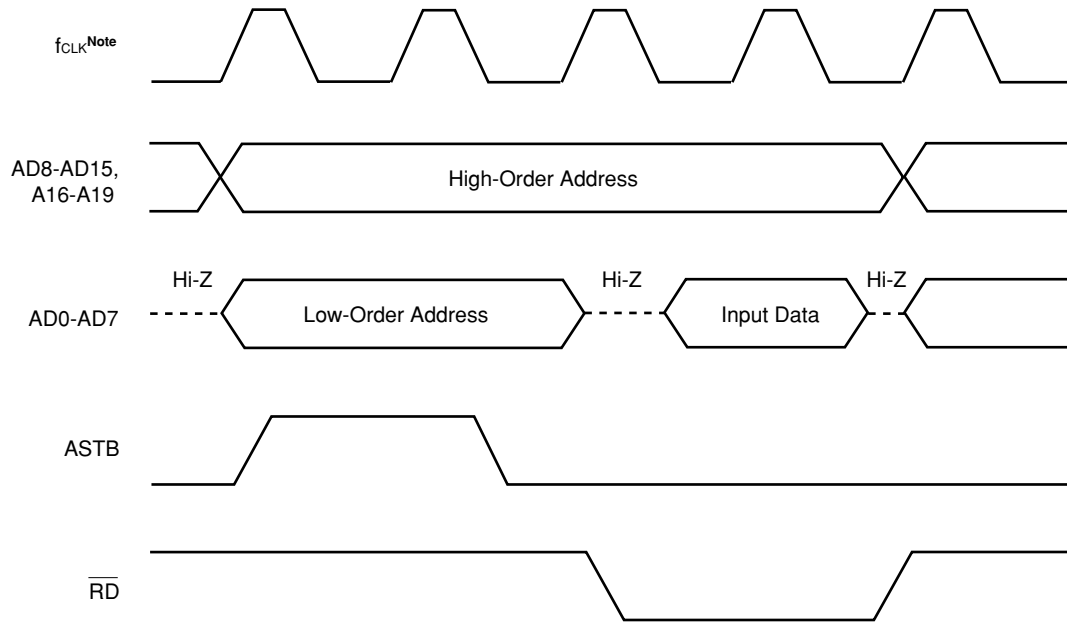 fCLKNote
AD8-AD15,
A16-A19
High-Order Address
Hi-Z
Hi-Z
Hi-Z
AD0-AD7
Low-Order Address
Input Data
ASTB
RD